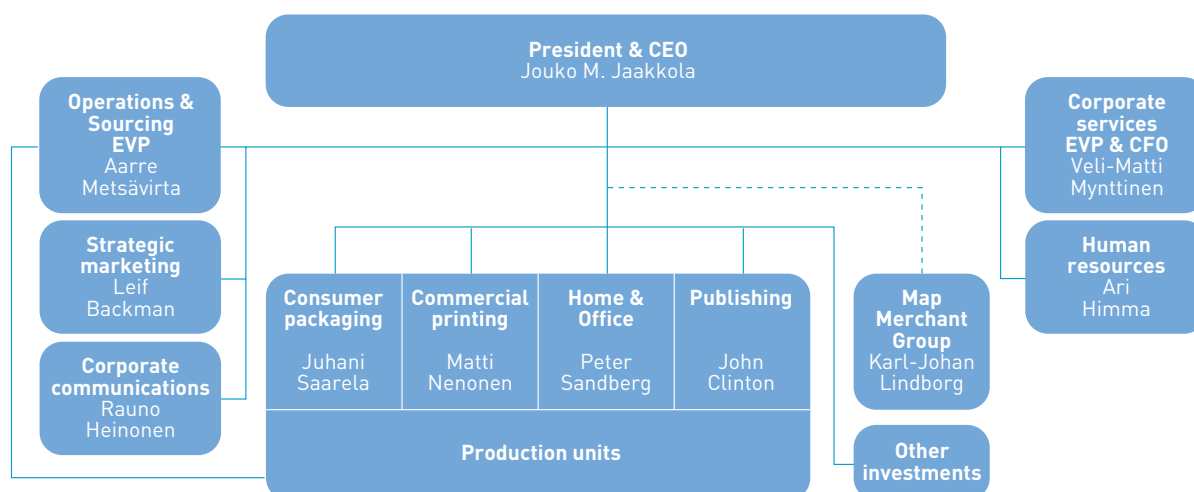 President & CEO
Jouko M. Jaakkola
Operations &
Sourcing
EVP
Aarre
Metsävirta
Strategic
marketing
Leif
Backman
Corporate
communications
Rauno
Heinonen
Consumer
packaging
Juhani
Saarela
Commercial
printing
Matti
Nenonen
Home &
Office
Peter
Sandberg
Publishing
John
Clinton
Production units
Map
Merchant
Group
Karl-Johan
Lindborg
Other
investments
Corporate
services
EVP & CFO
Veli-Matti
Mynttinen
Human
resources
Ari
Himma